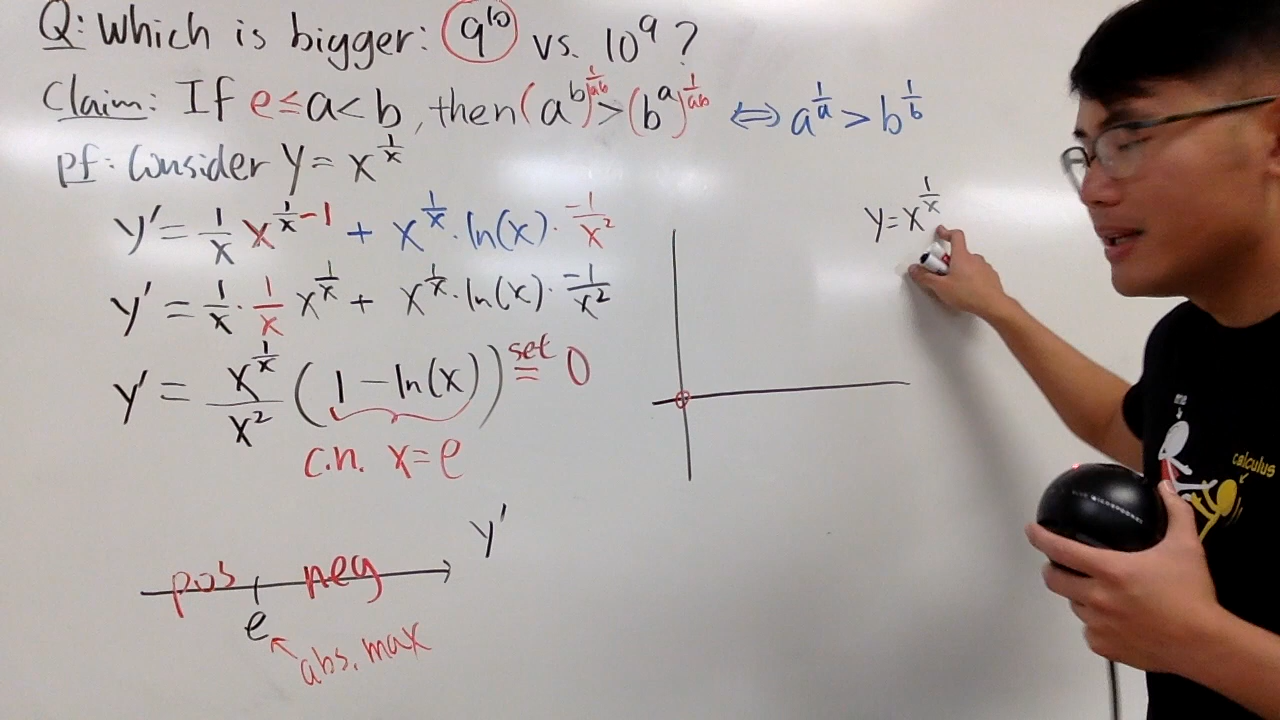 Q: Which is bigger: 9^10 vs. 10^9 ?
Claim: If e ≤ a < b, then (a^b)^(1/ab) > (b^a)^(1/ab) ⇔ a^(1/a) > b^(1/b)
pf: Consider y = x^(1/x)
y' = 1/x x^(1/x - 1) + x^(1/x) · ln(x) · -1/x²
y' = 1/x · 1/x x^(1/x) + x^(1/x) · ln(x) · -1/x²
y' = x^(1/x)/x² (1 - ln(x)) set = 0
c.n. x = e
pos neg y'
e
abs. max
y = x^(1/x)
me
calculus